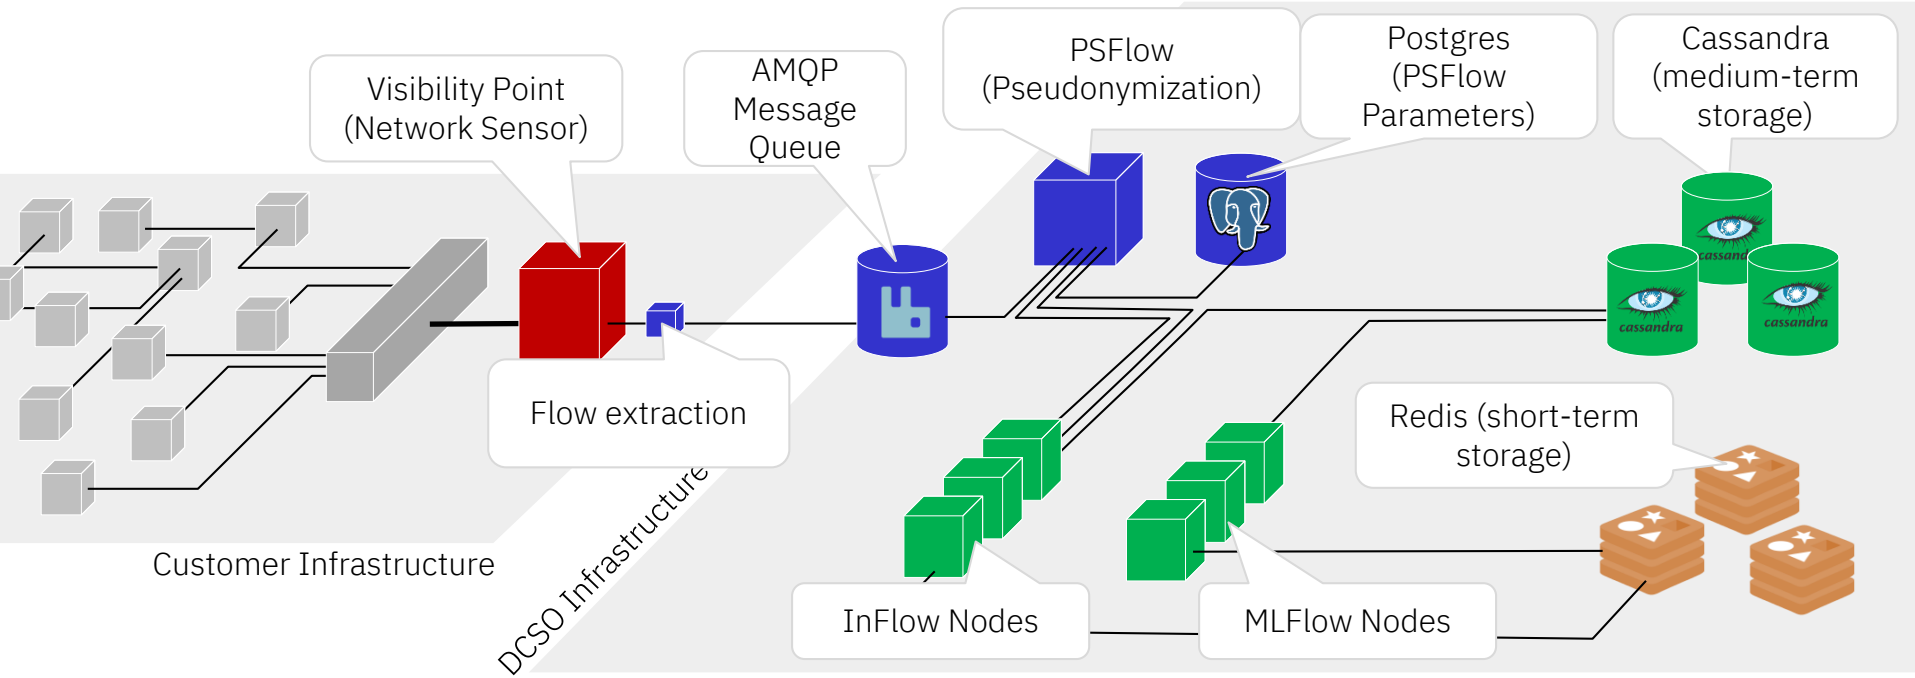 Visibility Point
(Network Sensor)
AMQP
Message
Queue
PSFlow
(Pseudonymization)
Postgres
(PSFlow
Parameters)
Cassandra
(medium-term
storage)
cassand
cassandra
cassandra
Flow extraction
Redis (short-term
storage)
Customer Infrastructure
DCSO Infrastructure
InFlow Nodes
MLFlow Nodes